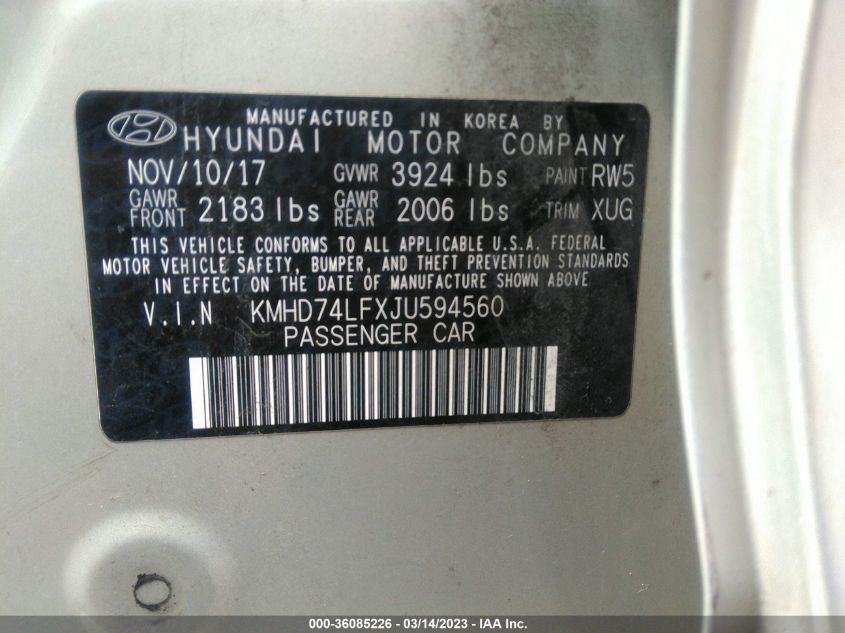 MANUFACTURED IN KOREA BY
HYUNDAI MOTOR COMPANY
NOV/10/17 GVWR 3924 lbs PAINT RW5
GAWR FRONT 2183 lbs GAWR REAR 2006 lbs TRIM XUG
THIS VEHICLE CONFORMS TO ALL APPLICABLE U.S.A. FEDERAL
MOTOR VEHICLE SAFETY, BUMPER, AND THEFT PREVENTION STANDARDS
IN EFFECT ON THE DATE OF MANUFACTURE SHOWN ABOVE
V.I.N KMHD74LFXJU594560
PASSENGER CAR
000-36085226 - 03/14/2023 - IAA Inc.